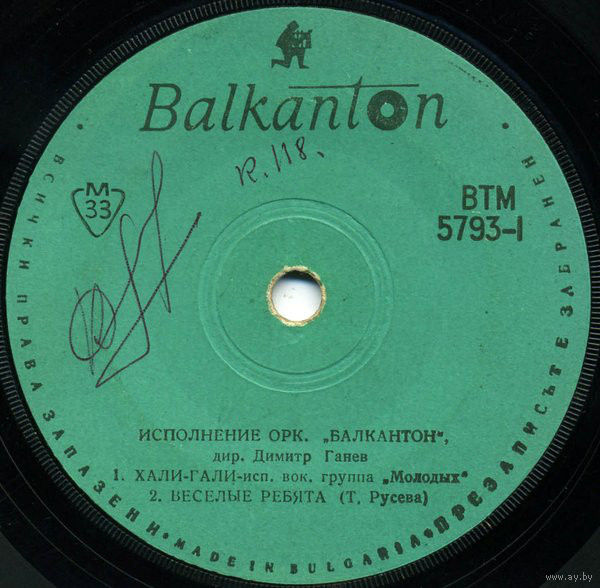 Balkanton
к.118.
М
33
ВТМ
5793-I
ИСПОЛНЕНИЕ ОРК. „БАЛКАНТОН“,
дир. Димитр Ганев
1. ХАЛИ-ГАЛИ-исп. вок. группа „Молодых“
2. ВЕСЕЛЫЕ РЕБЯТА (Т. Русева)
ВСИЧКИ ПРАВА ЗАПАЗЕНИ • MADE IN BULGARIA • ПРЕЗАПИСЪТ Е ЗАБРАНЕН
www.ay.by